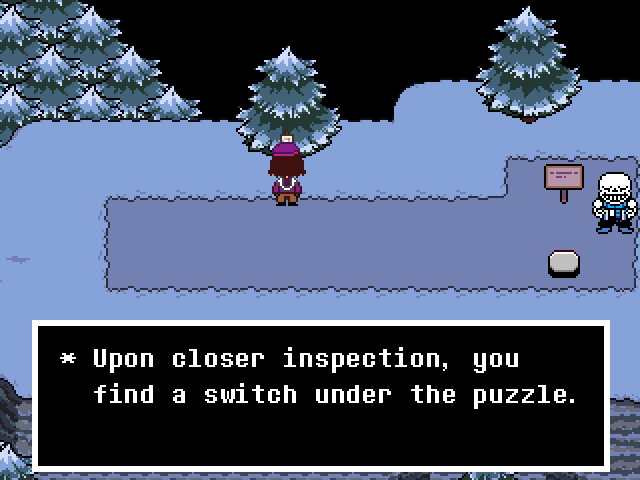 * Upon closer inspection, you
find a switch under the puzzle.